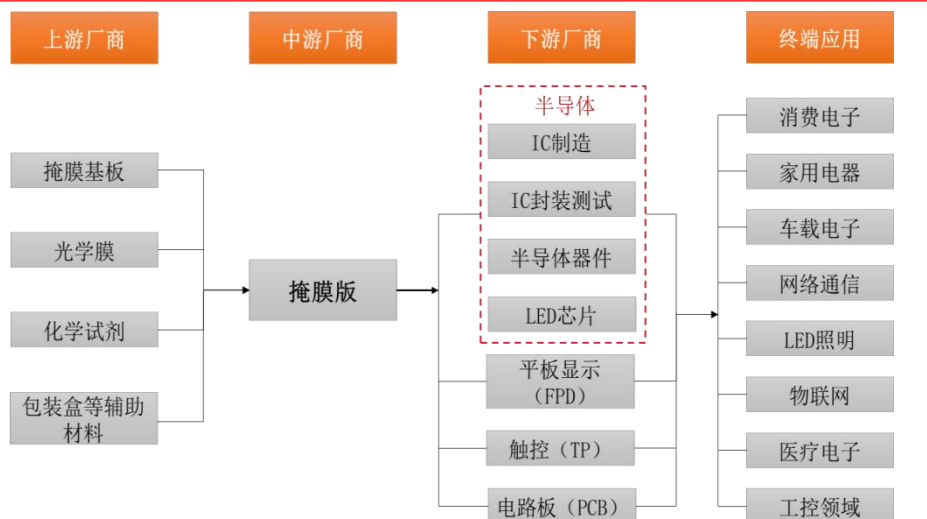 上游厂商
中游厂商
下游厂商
终端应用
掩膜基板
光学膜
化学试剂
包装盒等辅助
材料
掩膜版
半导体
IC制造
IC封装测试
半导体器件
LED芯片
平板显示
（FPD）
触控（TP）
电路板（PCB）
消费电子
家用电器
车载电子
网络通信
LED照明
物联网
医疗电子
工控领域